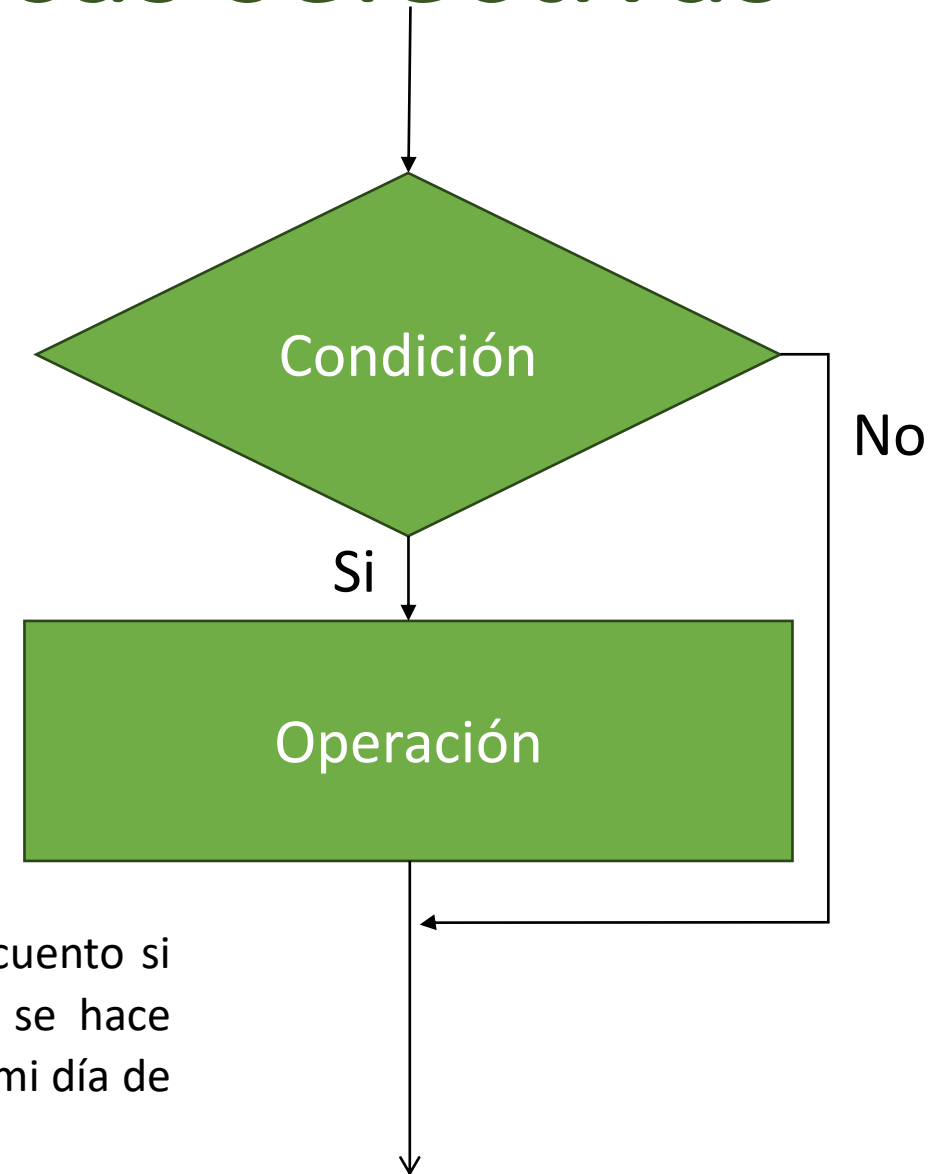 Condición
No
Si
Operación
cuento si
se hace
mi día de